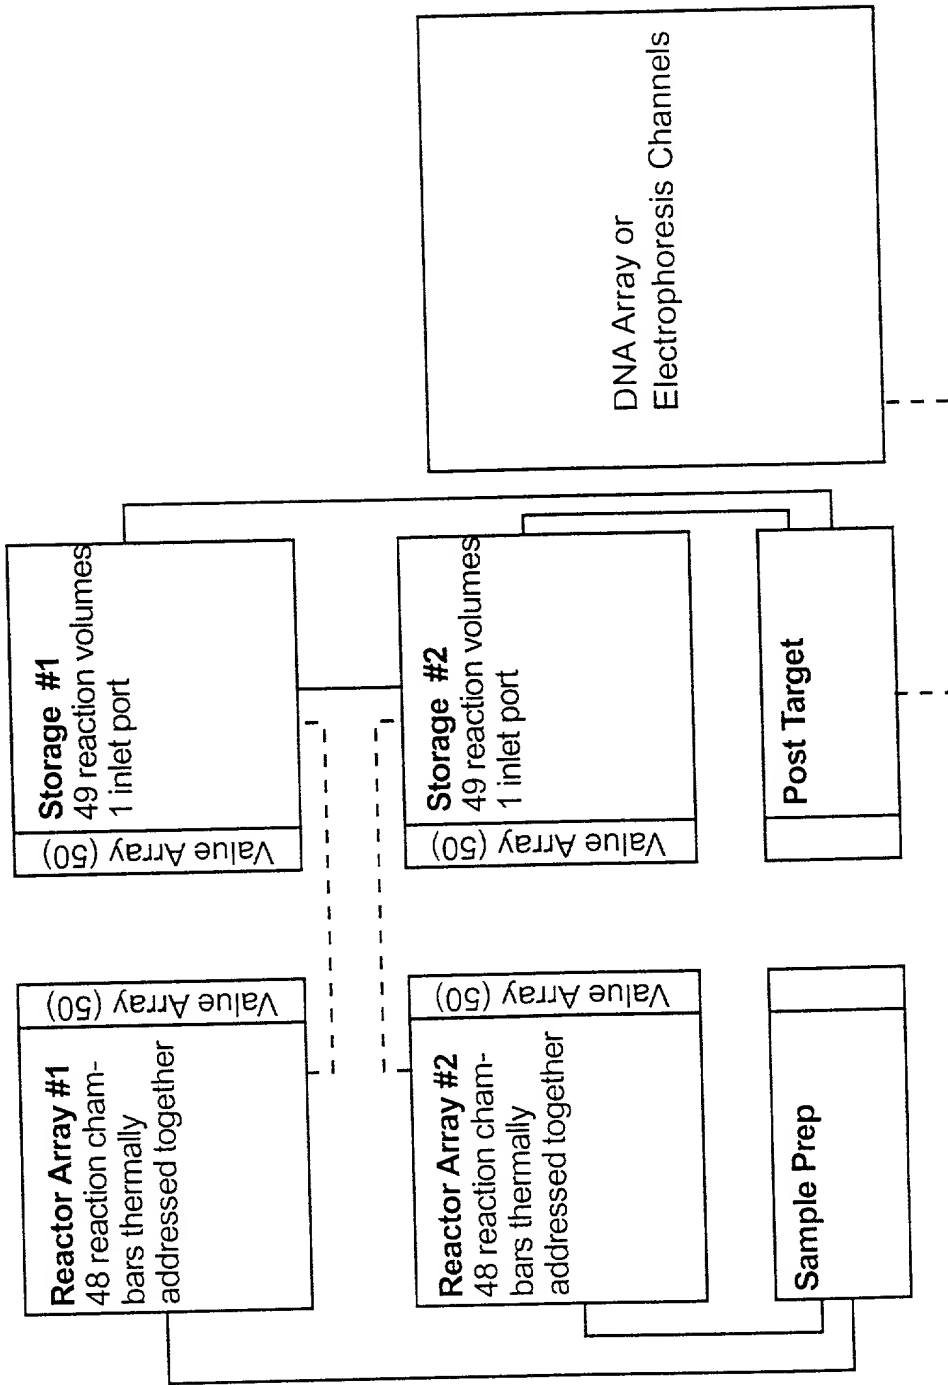 Reactor Array #1
48 reaction cham-
bars thermally
addressed together
Value Array (50)
Storage #1
49 reaction volumes
1 inlet port
Value Array (50)
Reactor Array #2
48 reaction cham-
bars thermally
addressed together
Value Array (50)
Storage #2
49 reaction volumes
1 inlet port
Value Array (50)
Sample Prep
Post Target
DNA Array or
Electrophoresis Channels